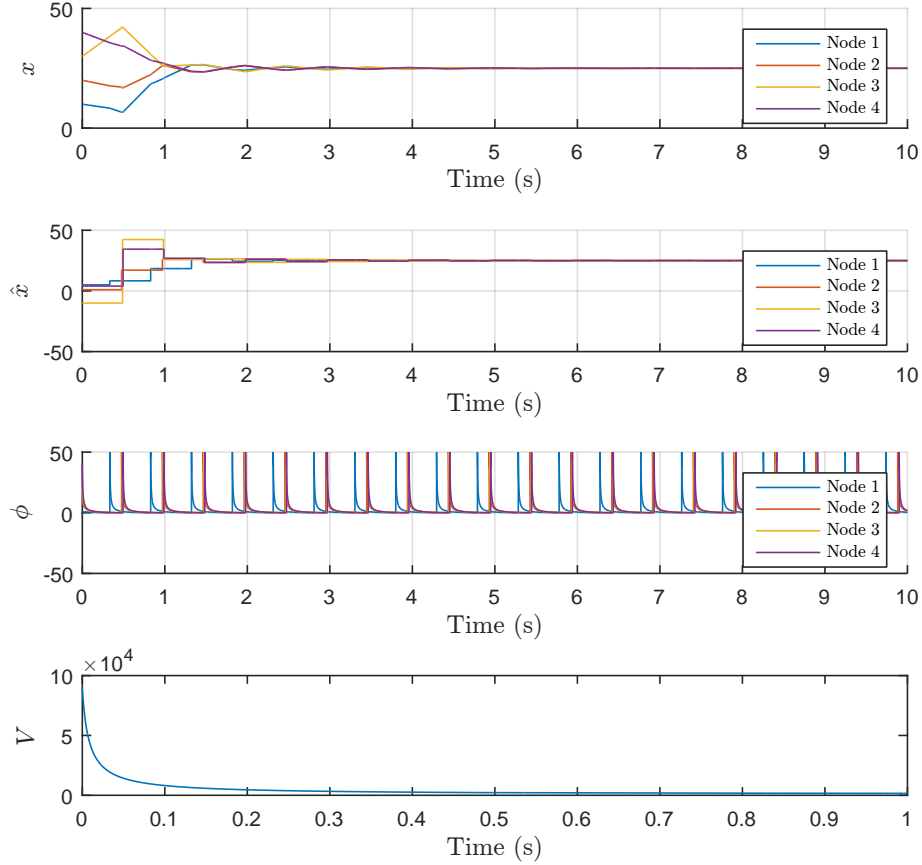 50
x
0
0 1 2 3 4 5 6 7 8 9 10
Time (s)
Node 1
Node 2
Node 3
Node 4
50
x̂
0
-50
0 1 2 3 4 5 6 7 8 9 10
Time (s)
Node 1
Node 2
Node 3
Node 4
50
ϕ
0
-50
0 1 2 3 4 5 6 7 8 9 10
Time (s)
Node 1
Node 2
Node 3
Node 4
×10⁴
10
V
5
0
0 0.1 0.2 0.3 0.4 0.5 0.6 0.7 0.8 0.9 1
Time (s)